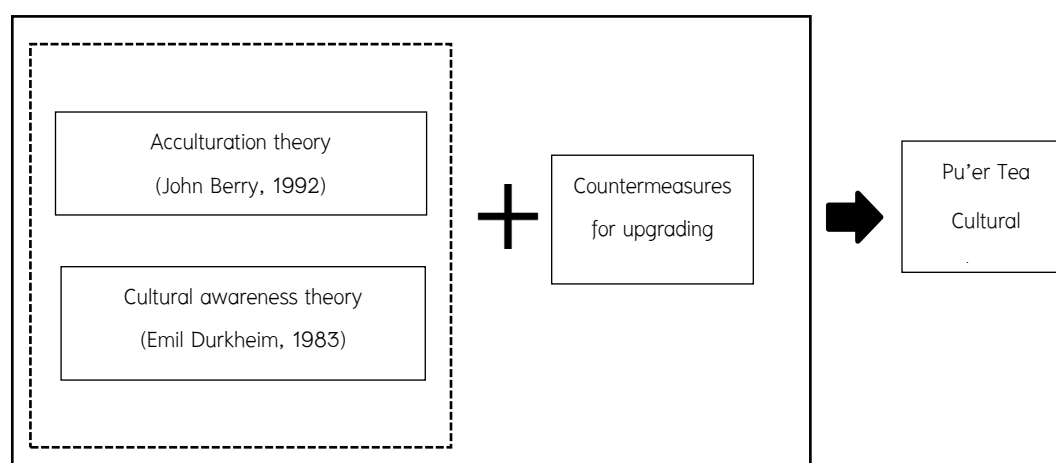 Acculturation theory
(John Berry, 1992)
Cultural awareness theory
(Emil Durkheim, 1983)
Countermeasures
for upgrading
Pu’er Tea
Cultural